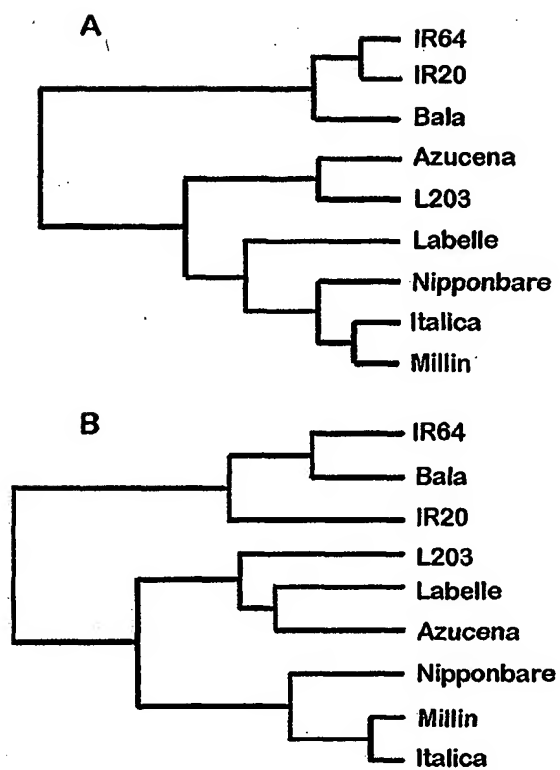 A
IR64
IR20
Bala
Azucena
L203
Labelle
Nipponbare
Italica
Millin
B
IR64
Bala
IR20
L203
Labelle
Azucena
Nipponbare
Millin
Italica